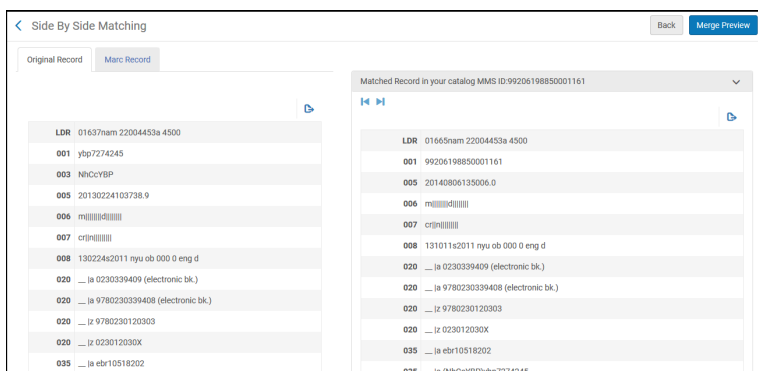 Side By Side Matching
Back
Merge Preview
Original Record
Marc Record
LDR 01637nam 22004453a 4500
001 ybp7274245
003 NhCcYBP
005 20130224103738.9
006 m||||||||d||||||||
007 cr||n|||||||||
008 130224s2011 nyu ob 000 0 eng d
020 __ |a 0230339409 (electronic bk.)
020 __ |a 9780230339408 (electronic bk.)
020 __ |z 9780230120303
020 __ |z 023012030X
035 __ |a ebr10518202
Matched Record in your catalog MMS ID:99206198850001161
LDR 01665nam 22004453a 4500
001 99206198850001161
005 20140806135006.0
006 m||||||||d||||||||
007 cr||n|||||||||
008 131011s2011 nyu ob 000 0 eng d
020 __ |a 0230339409 (electronic bk.)
020 __ |a 9780230339408 (electronic bk.)
020 __ |z 9780230120303
020 __ |z 023012030X
035 __ |a ebr10518202
035 __ |a (NhCcYBP)ybp7274245